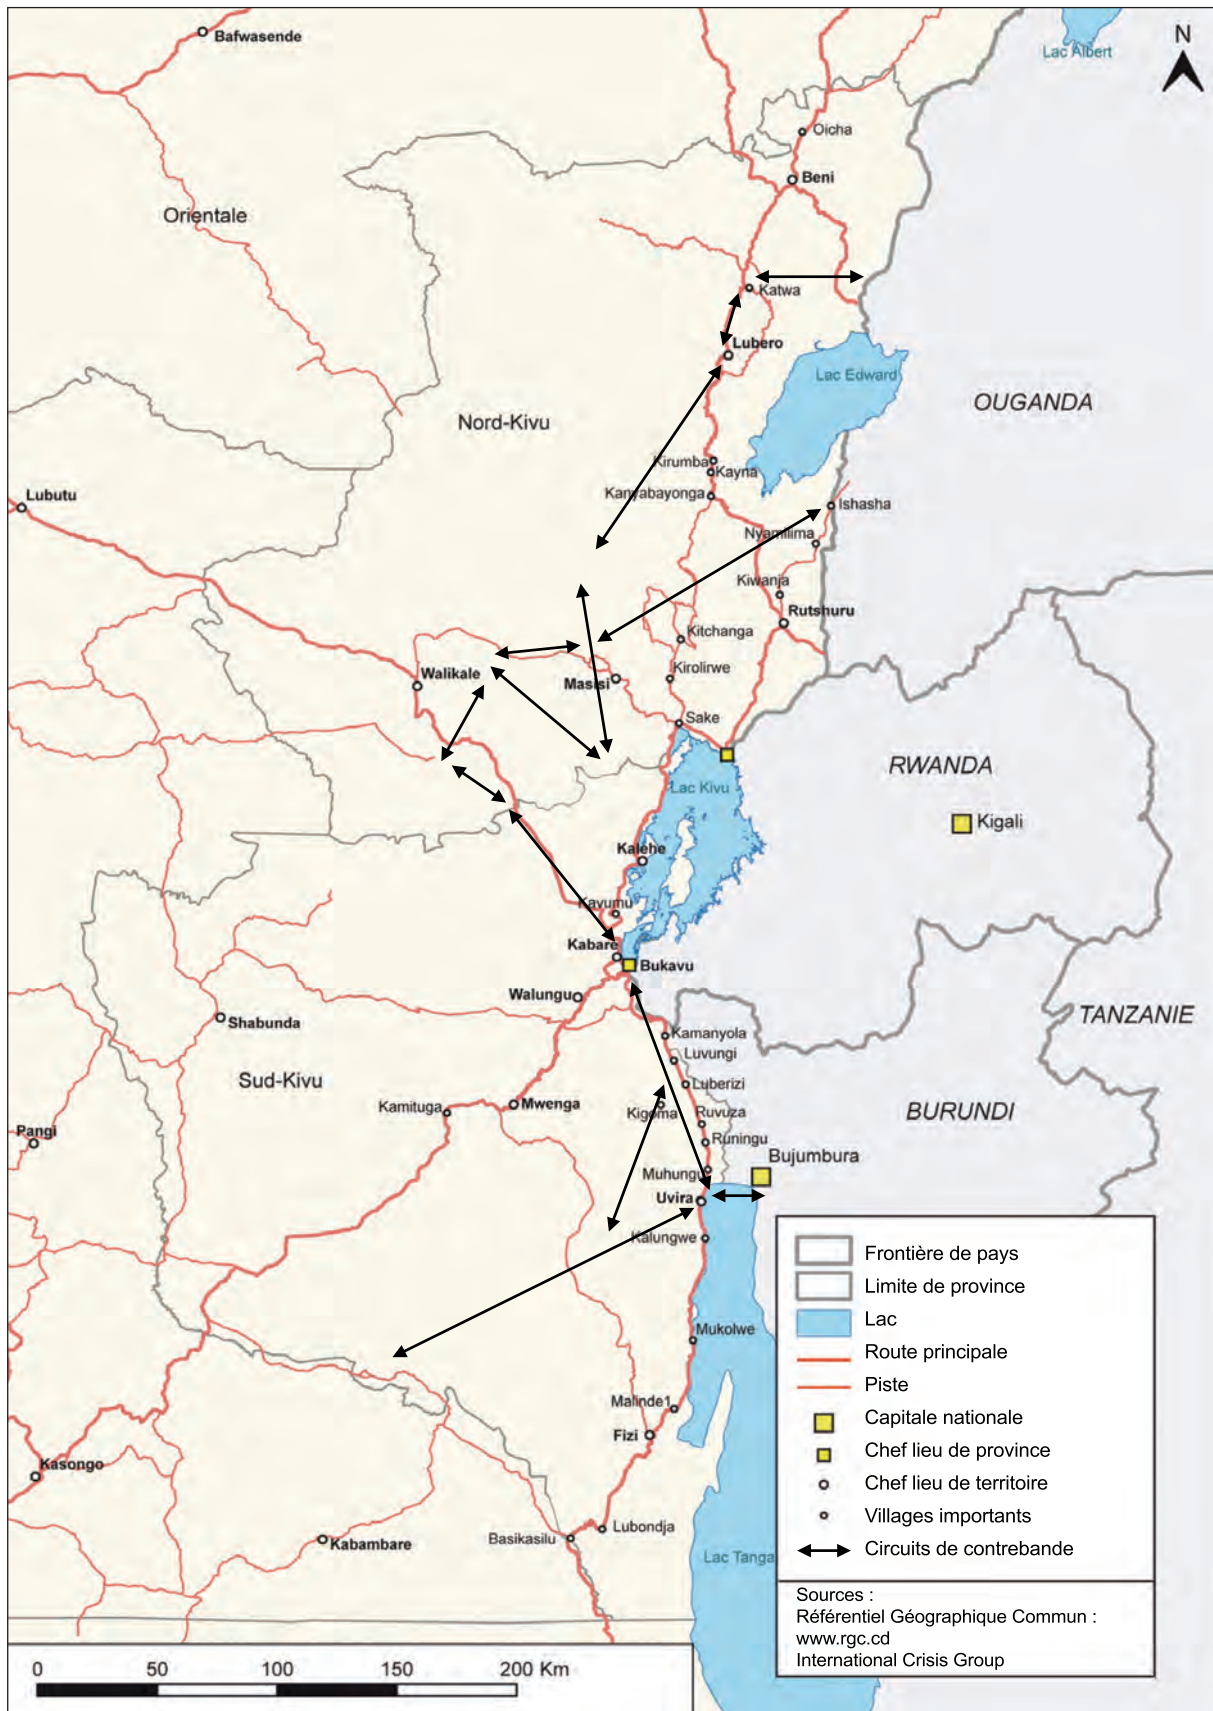 Bafwasende
Lac Albert
N
Oicha
Beni
Orientale
Katwa
Lubero
Lac Edward
OUGANDA
Nord-Kivu
Kirumba
Kayna
Kanyabayonga
Lubutu
Ishasha
Nyamilima
Kiwanja
Rutshuru
Kitchanga
Walikale
Kirolirwe
Masisi
Sake
RWANDA
Lac Kivu
Kigali
Kalehe
Kavumu
Kabare
Bukavu
Walungu
TANZANIE
Shabunda
Kamanyola
Luvungi
Sud-Kivu
Luberizi
Kamituga
Mwenga
Kigoma
Ruvuza
BURUNDI
Pangi
Runingu
Bujumbura
Muhungu
Uvira
Kalungwe
Mukolwe
Malinde1
Fizi
Kasongo
Lubondja
Basikasilu
Kabambare
Lac Tanga
Frontière de pays
Limite de province
Lac
Route principale
Piste
Capitale nationale
Chef lieu de province
Chef lieu de territoire
Villages importants
Circuits de contrebande
Sources :
Référentiel Géographique Commun :
www.rgc.cd
International Crisis Group
0 50 100 150 200 Km